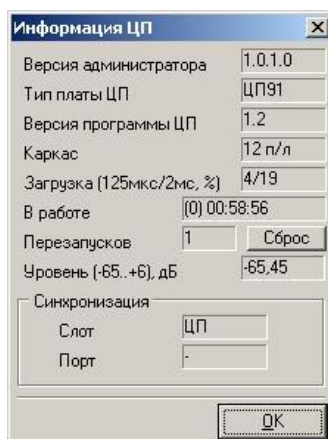 Информация ЦП
Версия администратора 1.0.1.0
Тип платы ЦП ЦП91
Версия программы ЦП 1.2
Каркас 12 п/л
Загрузка (125мкс/2мс, %) 4/19
В работе (0) 00:58:56
Перезапусков 1 Сброс
Уровень (-65..+6), дБ -65,45
Синхронизация
Слот ЦП
Порт -
OK